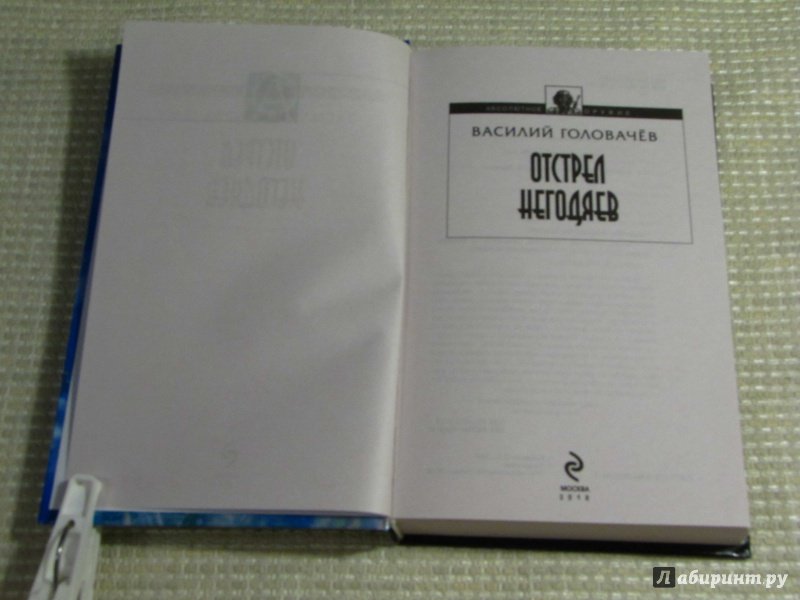 АБСОЛЮТНОЕ ОРУЖИЕ
ВАСИЛИЙ ГОЛОВАЧЁВ
ОТСТРЕЛ
НЕГОДЯЕВ
МОСКВА
2010
Лабиринт.ру